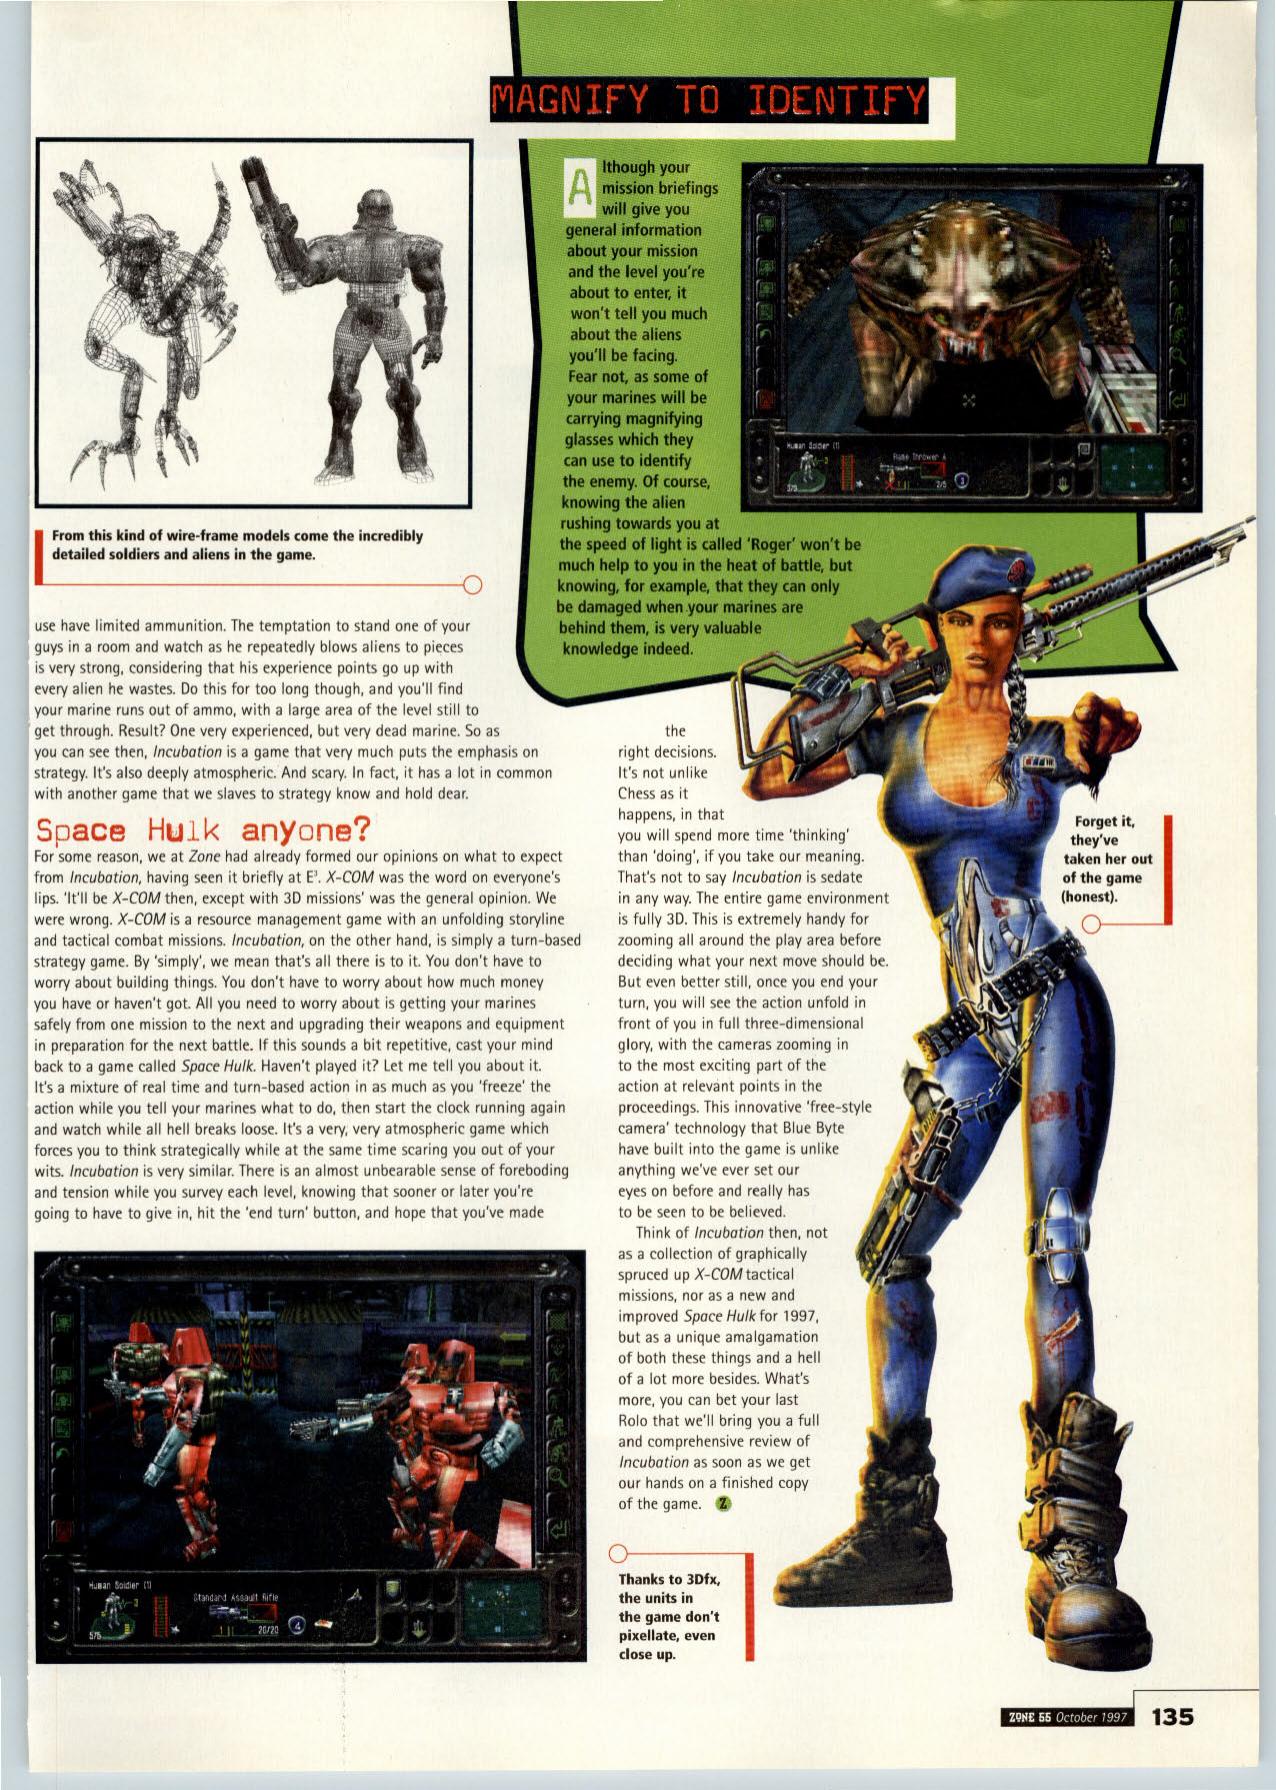 MAGNIFY TO IDENTIFY
Although your
mission briefings
will give you
general information
about your mission
and the level you're
about to enter, it
won't tell you much
about the aliens
you'll be facing.
Fear not, as some of
your marines will be
carrying magnifying
glasses which they
can use to identify
the enemy. Of course,
knowing the alien
rushing towards you at
the speed of light is called 'Roger' won't be
much help to you in the heat of battle, but
knowing, for example, that they can only
be damaged when your marines are
behind them, is very valuable
knowledge indeed.
Human Soldier (1)
2/5
3
From this kind of wire-frame models come the incredibly
detailed soldiers and aliens in the game.
use have limited ammunition. The temptation to stand one of your
guys in a room and watch as he repeatedly blows aliens to pieces
is very strong, considering that his experience points go up with
every alien he wastes. Do this for too long though, and you'll find
your marine runs out of ammo, with a large area of the level still to
get through. Result? One very experienced, but very dead marine. So as
you can see then, Incubation is a game that very much puts the emphasis on
strategy. It's also deeply atmospheric. And scary. In fact, it has a lot in common
with another game that we slaves to strategy know and hold dear.
Space Hulk anyone?
For some reason, we at Zone had already formed our opinions on what to expect
from Incubation, having seen it briefly at E³. X-COM was the word on everyone's
lips. 'It'll be X-COM then, except with 3D missions' was the general opinion. We
were wrong. X-COM is a resource management game with an unfolding storyline
and tactical combat missions. Incubation, on the other hand, is simply a turn-based
strategy game. By 'simply', we mean that's all there is to it. You don't have to
worry about building things. You don't have to worry about how much money
you have or haven't got. All you need to worry about is getting your marines
safely from one mission to the next and upgrading their weapons and equipment
in preparation for the next battle. If this sounds a bit repetitive, cast your mind
back to a game called Space Hulk. Haven't played it? Let me tell you about it.
It's a mixture of real time and turn-based action in as much as you 'freeze' the
action while you tell your marines what to do, then start the clock running again
and watch while all hell breaks loose. It's a very, very atmospheric game which
forces you to think strategically while at the same time scaring you out of your
wits. Incubation is very similar. There is an almost unbearable sense of foreboding
and tension while you survey each level, knowing that sooner or later you're
going to have to give in, hit the 'end turn' button, and hope that you've made
the
right decisions.
It's not unlike
Chess as it
happens, in that
you will spend more time 'thinking'
than 'doing', if you take our meaning.
That's not to say Incubation is sedate
in any way. The entire game environment
is fully 3D. This is extremely handy for
zooming all around the play area before
deciding what your next move should be.
But even better still, once you end your
turn, you will see the action unfold in
front of you in full three-dimensional
glory, with the cameras zooming in
to the most exciting part of the
action at relevant points in the
proceedings. This innovative 'free-style
camera' technology that Blue Byte
have built into the game is unlike
anything we've ever set our
eyes on before and really has
to be seen to be believed.
Think of Incubation then, not
as a collection of graphically
spruced up X-COM tactical
missions, nor as a new and
improved Space Hulk for 1997,
but as a unique amalgamation
of both these things and a hell
of a lot more besides. What's
more, you can bet your last
Rolo that we'll bring you a full
and comprehensive review of
Incubation as soon as we get
our hands on a finished copy
of the game. Z
Forget it,
they've
taken her out
of the game
(honest).
Human Soldier (1)
Standard Assault Rifle
20/20
4
Thanks to 3Dfx,
the units in
the game don't
pixellate, even
close up.
ZONE 55 October 1997
135